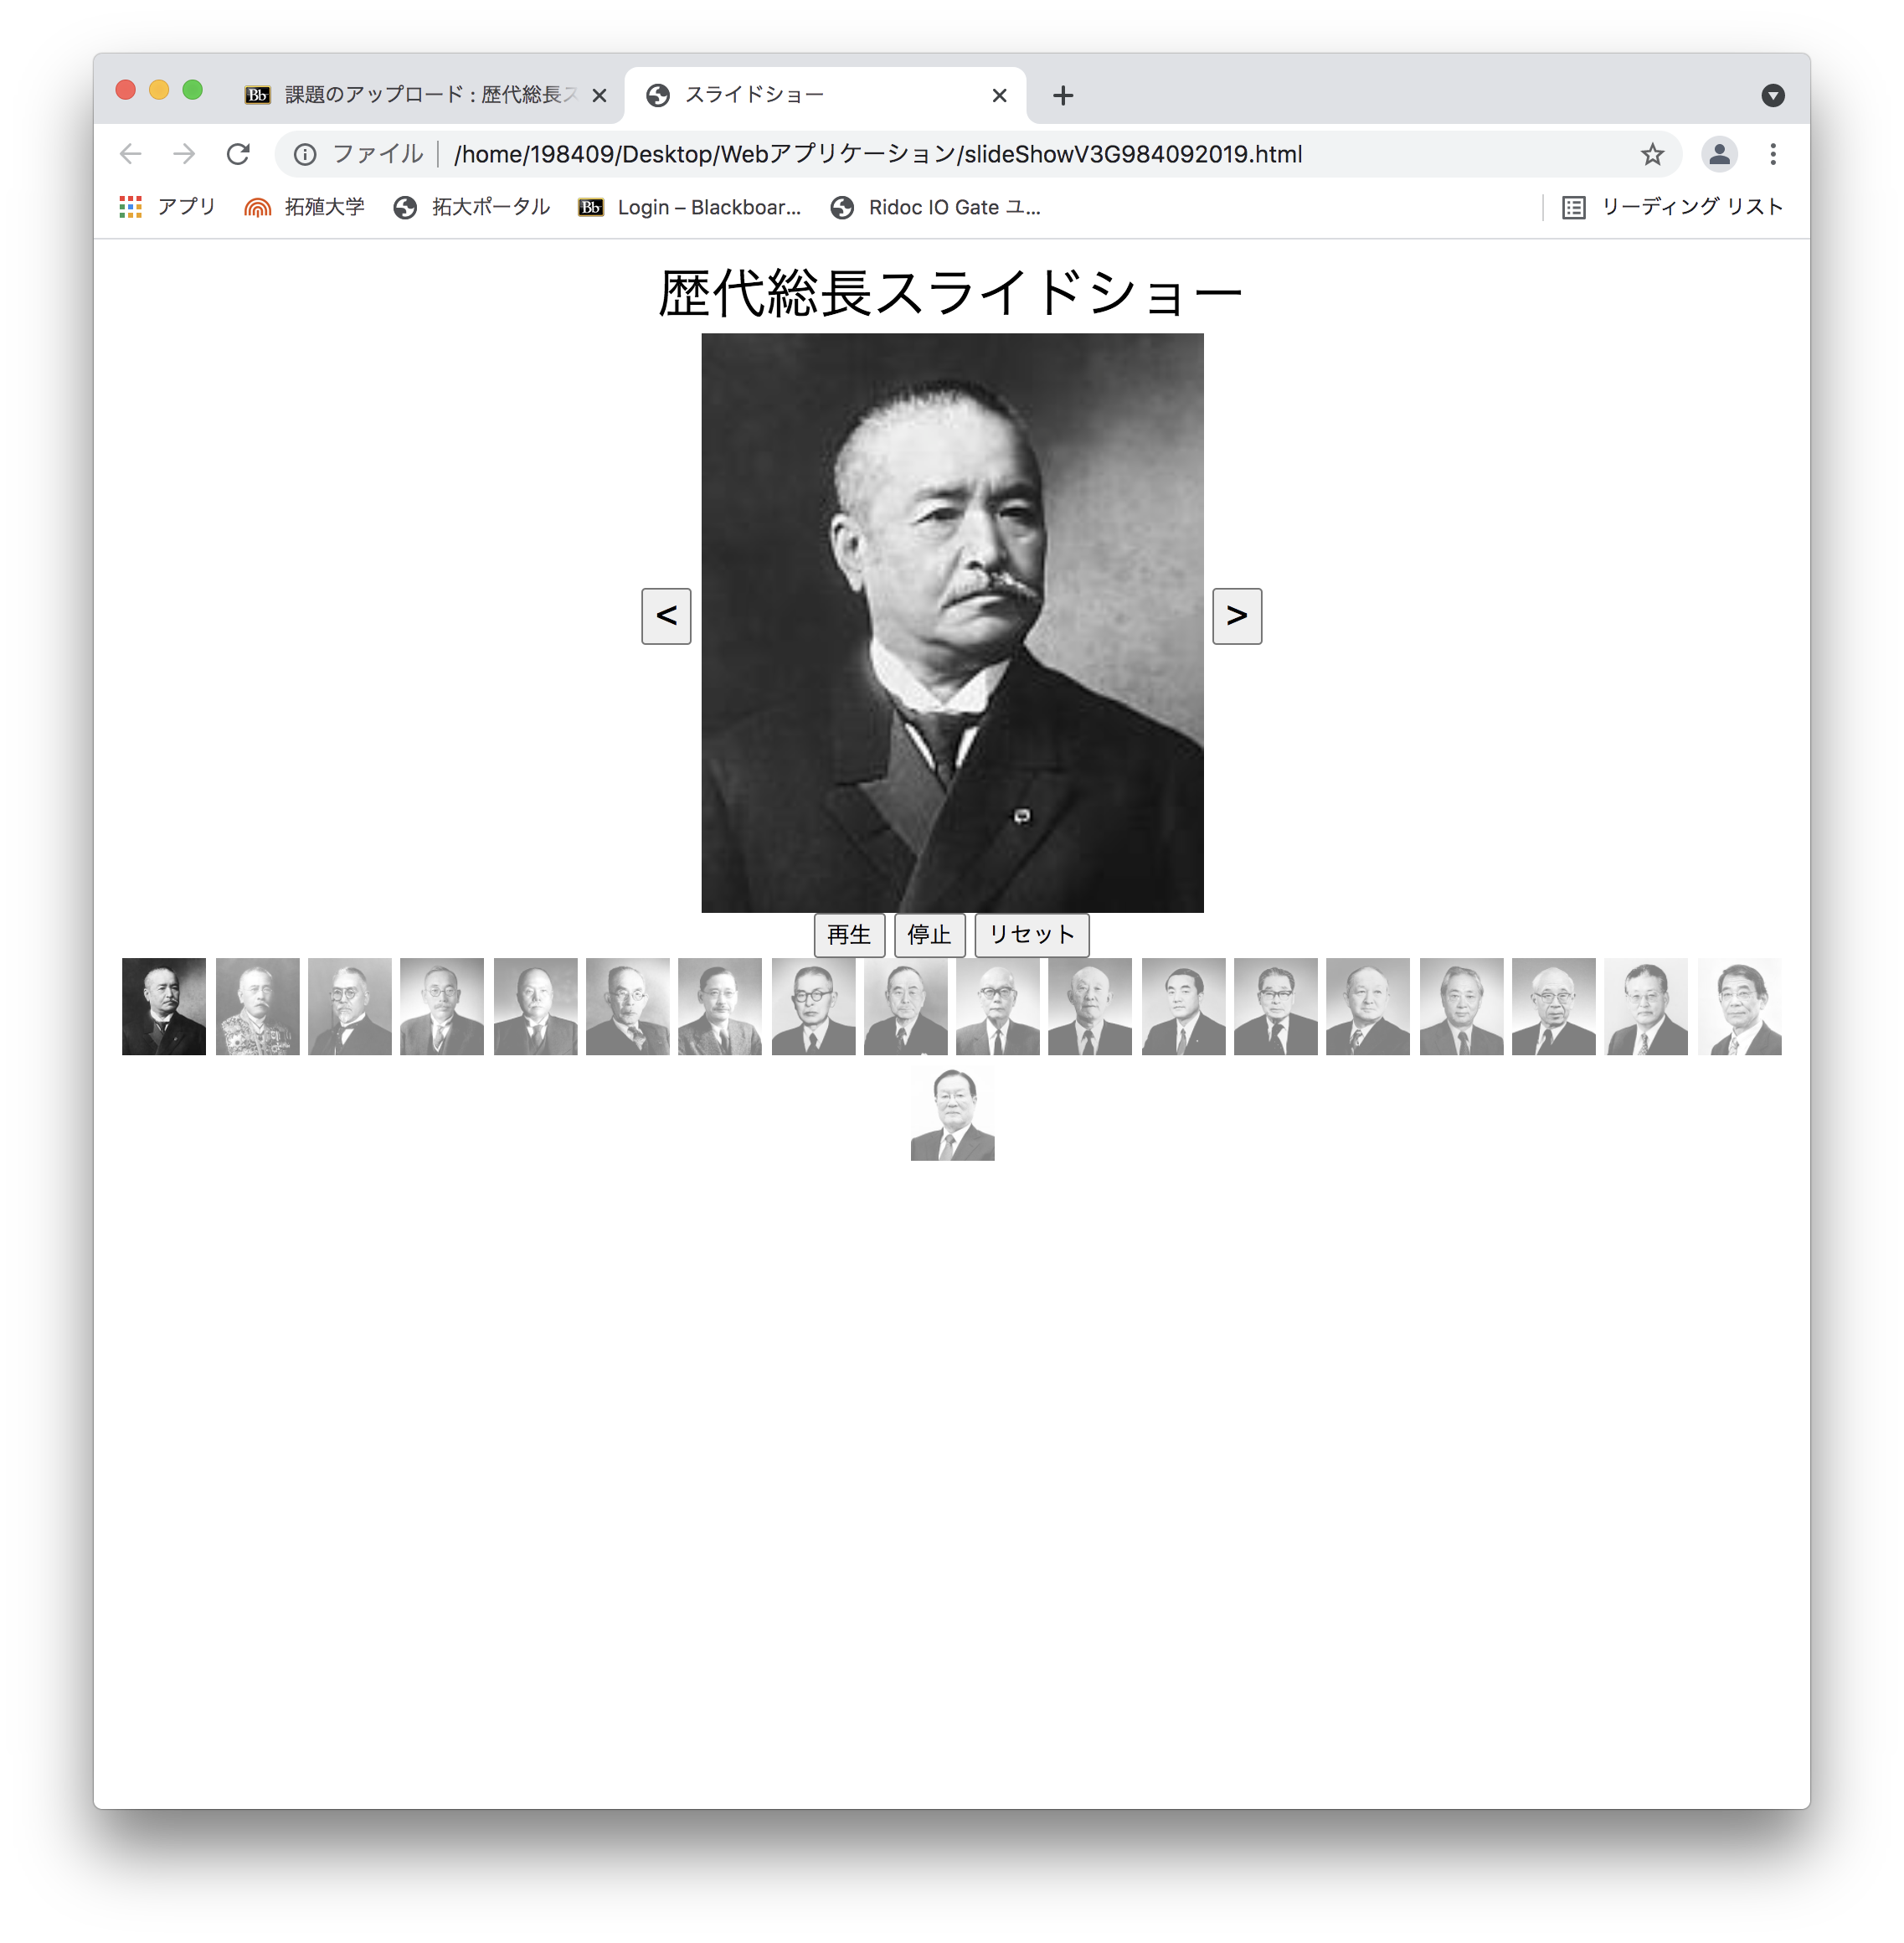 課題のアップロード : 歴代総長ス
スライドショー
ファイル /home/198409/Desktop/Webアプリケーション/slideShowV3G984092019.html
アプリ 拓殖大学 拓大ポータル Bb Login – Blackboar... Ridoc IO Gate ユ... リーディング リスト
歴代総長スライドショー
< >
再生 停止 リセット